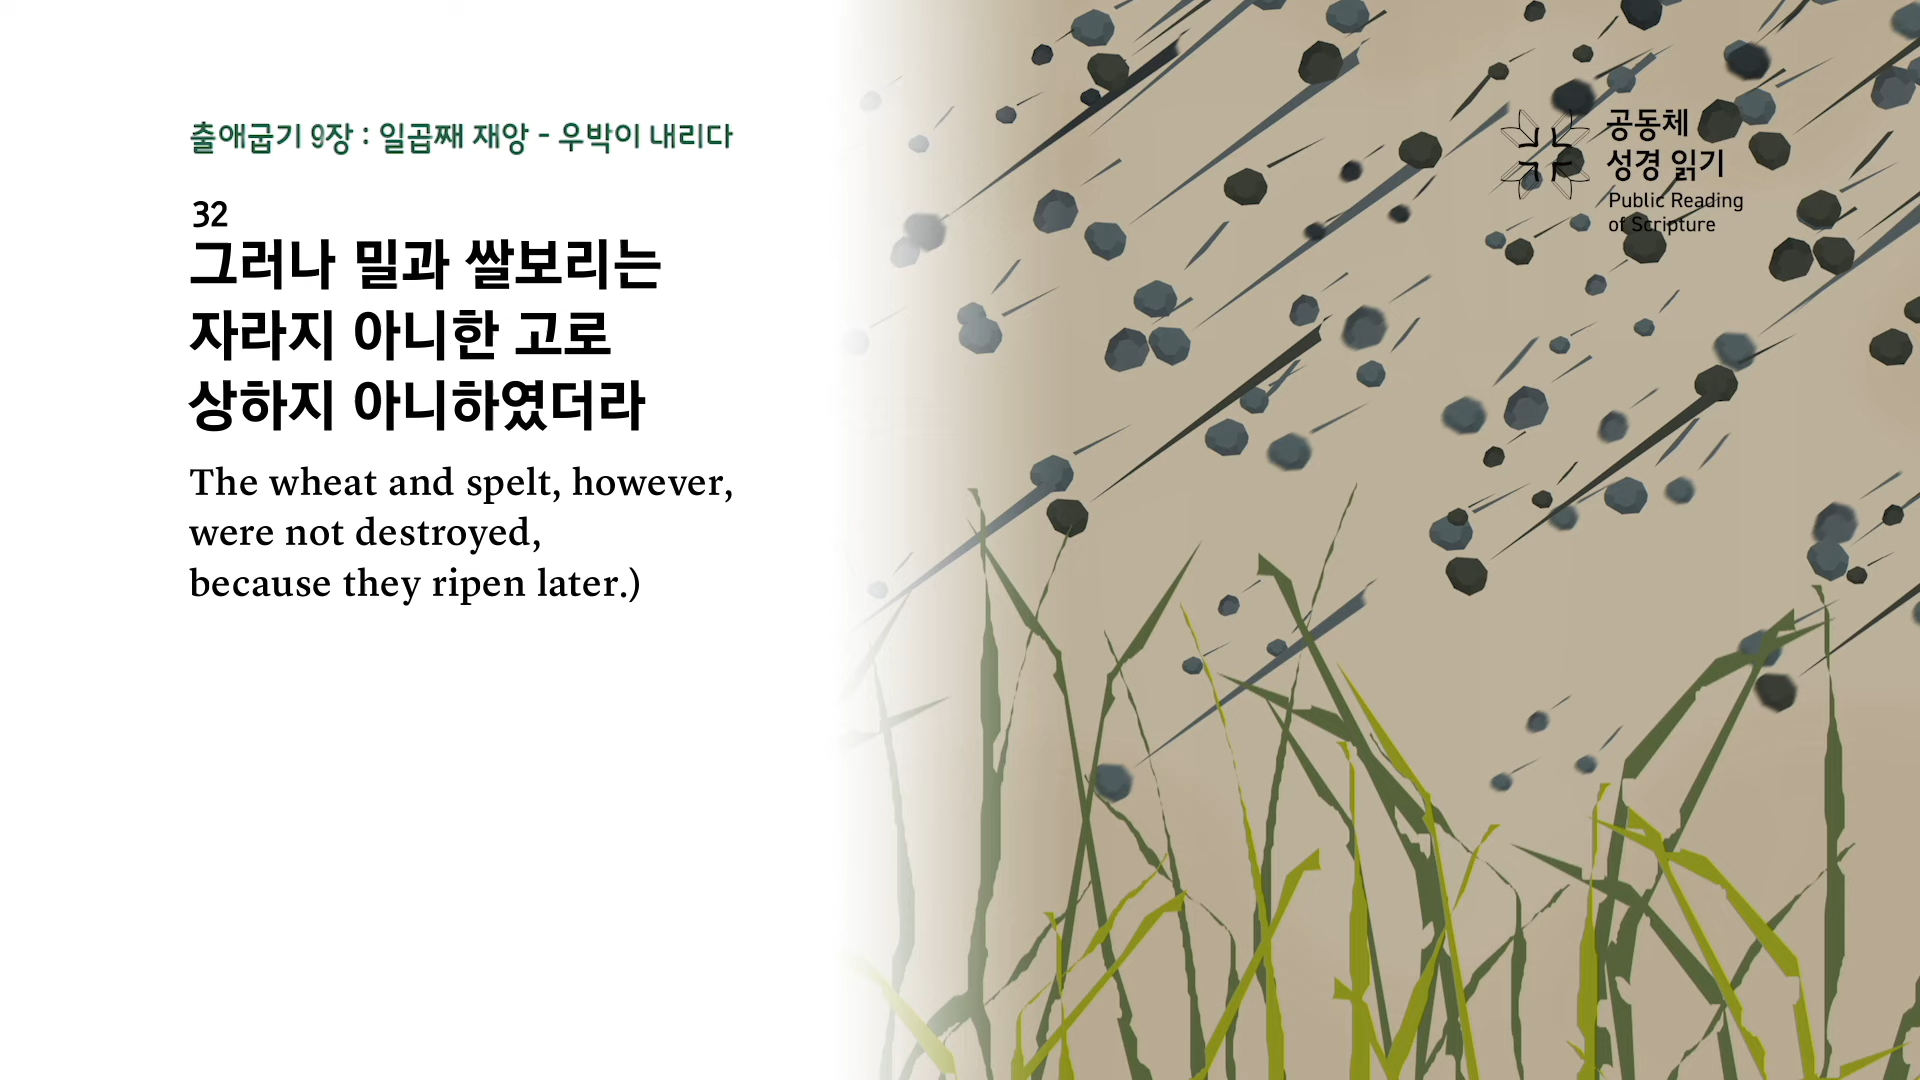 출애굽기 9장 : 일곱째 재앙 - 우박이 내리다
32
그러나 밀과 쌀보리는
자라지 아니한 고로
상하지 아니하였더라
The wheat and spelt, however,
were not destroyed,
because they ripen later.)
공동체
성경 읽기
Public Reading
of Scripture